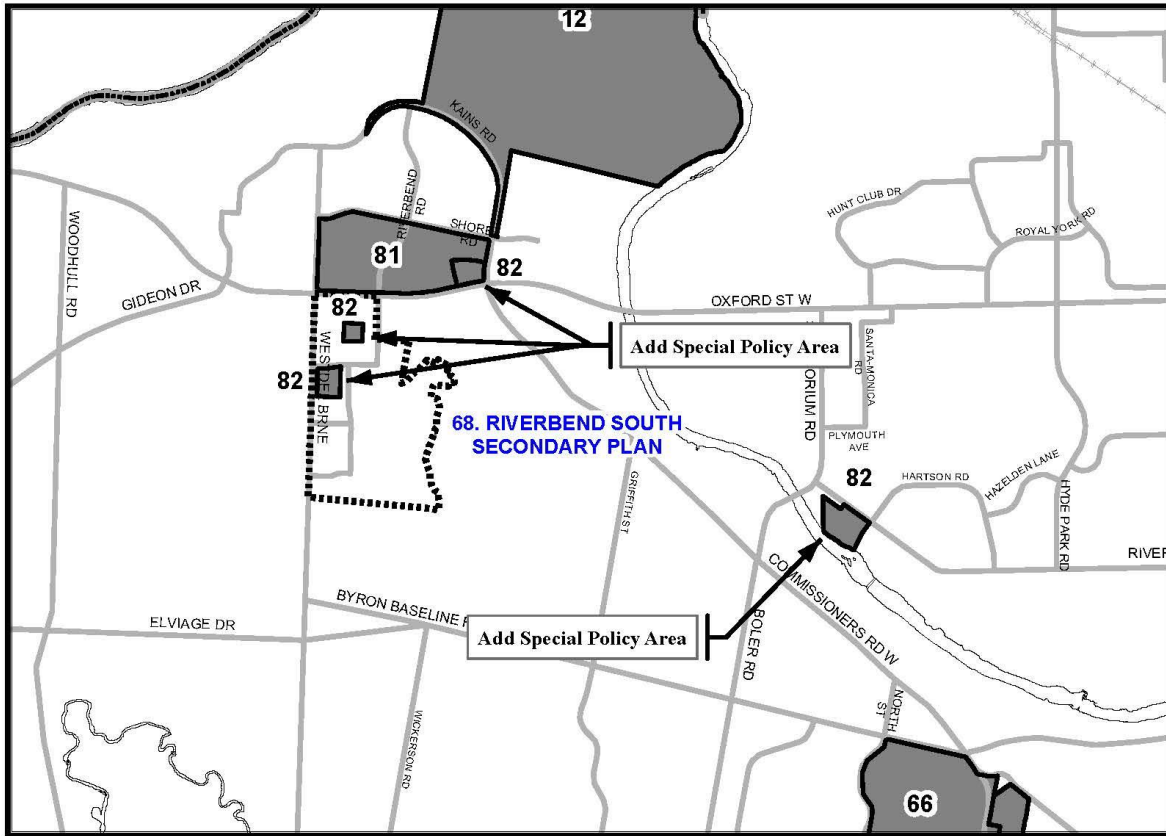 12
KAINS RD
WOODHULL RD
RIVERBEND
RD
HUNT CLUB DR
SHORE
RD
ROYAL YORK RD
81
82
GIDEON DR
OXFORD ST W
82
Add Special Policy Area
SANTA-MONICA
RD
82
68. RIVERBEND SOUTH
SECONDARY PLAN
PLYMOUTH
AVE
82
HARTSON RD
HAZELDEN LANE
HYDE PARK RD
GRIFFITH ST
COMMISSIONERS RD W
BYRON BASELINE
ELVIAGE DR
Add Special Policy Area
BOLER RD
WICKERSON RD
NORTH
ST
66